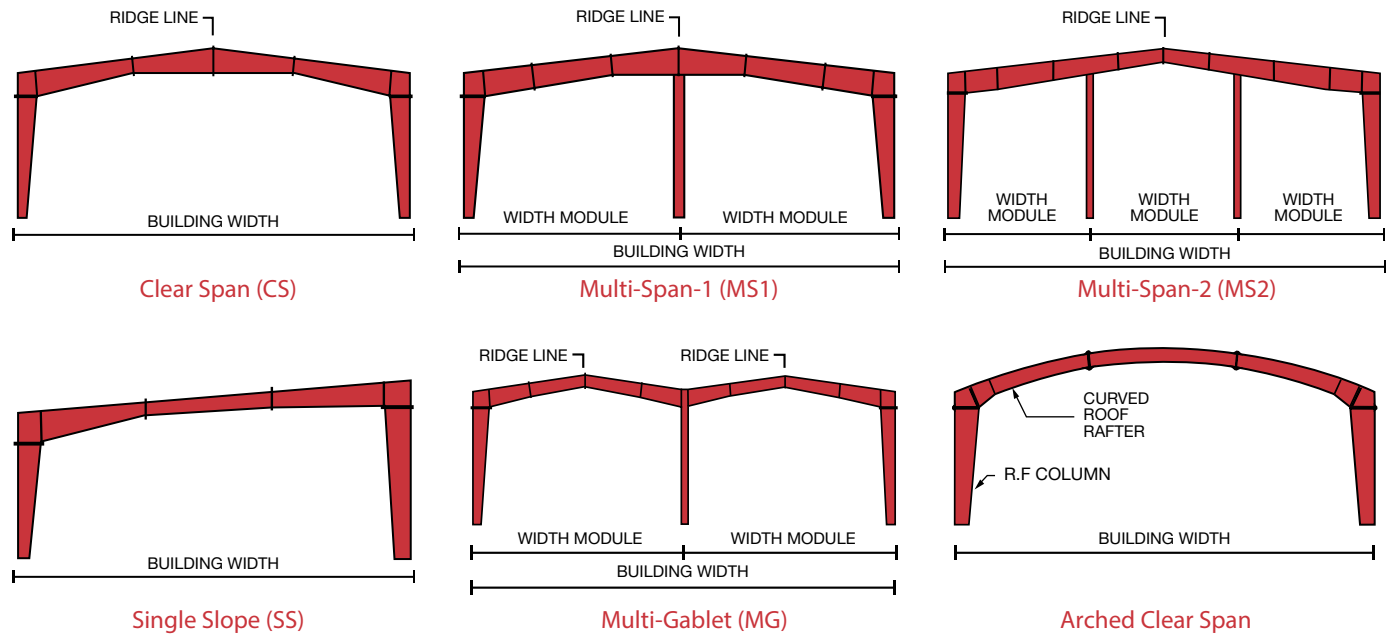 RIDGE LINE
BUILDING WIDTH
Clear Span (CS)
RIDGE LINE
WIDTH MODULE
WIDTH MODULE
BUILDING WIDTH
Multi-Span-1 (MS1)
RIDGE LINE
WIDTH
MODULE
WIDTH
MODULE
WIDTH
MODULE
BUILDING WIDTH
Multi-Span-2 (MS2)
BUILDING WIDTH
Single Slope (SS)
RIDGE LINE
RIDGE LINE
WIDTH MODULE
WIDTH MODULE
BUILDING WIDTH
Multi-Gablet (MG)
CURVED
ROOF
RAFTER
R.F COLUMN
BUILDING WIDTH
Arched Clear Span